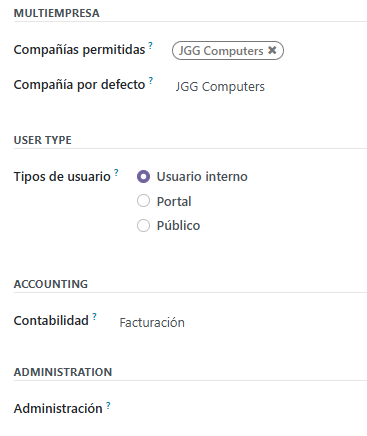 MULTIEMPRESA
Compañías permitidas ? JGG Computers ✖
Compañía por defecto ? JGG Computers
USER TYPE
Tipos de usuario ? Usuario interno
Portal
Público
ACCOUNTING
Contabilidad ? Facturación
ADMINISTRATION
Administración ?